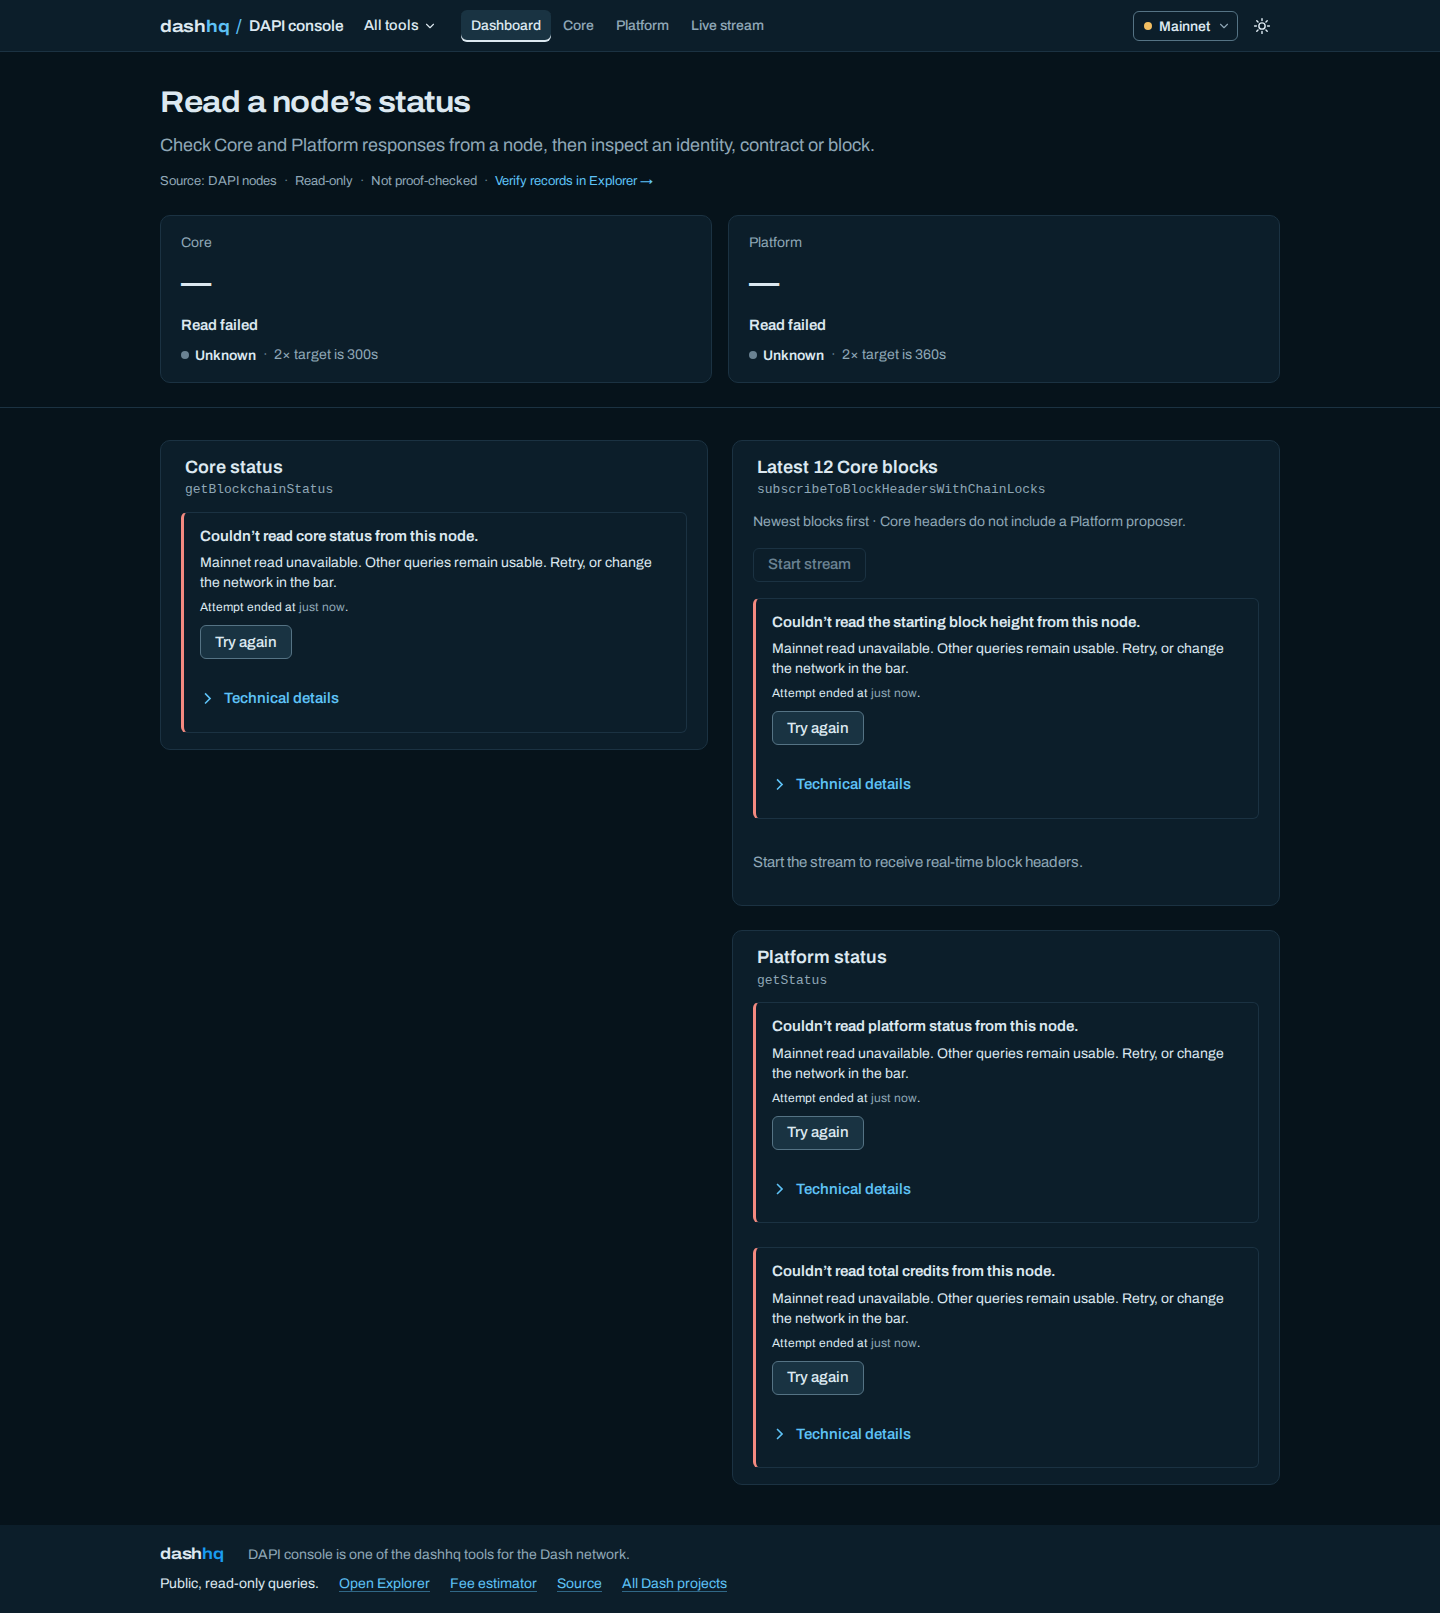 dashhq / DAPI console All tools Dashboard Core Platform Live stream Mainnet
Read a node’s status
Check Core and Platform responses from a node, then inspect an identity, contract or block.
Source: DAPI nodes · Read-only · Not proof-checked · Verify records in Explorer →
Core
—
Read failed
Unknown · 2× target is 300s
Platform
—
Read failed
Unknown · 2× target is 360s
Core status
getBlockchainStatus
Couldn’t read core status from this node.
Mainnet read unavailable. Other queries remain usable. Retry, or change
the network in the bar.
Attempt ended at just now.
Try again
Technical details
Latest 12 Core blocks
subscribeToBlockHeadersWithChainLocks
Newest blocks first · Core headers do not include a Platform proposer.
Start stream
Couldn’t read the starting block height from this node.
Mainnet read unavailable. Other queries remain usable. Retry, or change
the network in the bar.
Attempt ended at just now.
Try again
Technical details
Start the stream to receive real-time block headers.
Platform status
getStatus
Couldn’t read platform status from this node.
Mainnet read unavailable. Other queries remain usable. Retry, or change
the network in the bar.
Attempt ended at just now.
Try again
Technical details
Couldn’t read total credits from this node.
Mainnet read unavailable. Other queries remain usable. Retry, or change
the network in the bar.
Attempt ended at just now.
Try again
Technical details
dashhq DAPI console is one of the dashhq tools for the Dash network.
Public, read-only queries. Open Explorer Fee estimator Source All Dash projects